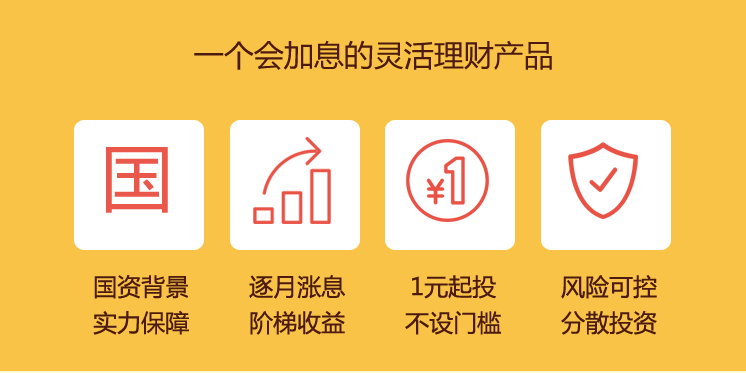 一个会加息的灵活理财产品
国
¥1
国资背景
实力保障
逐月涨息
阶梯收益
1元起投
不设门槛
风险可控
分散投资